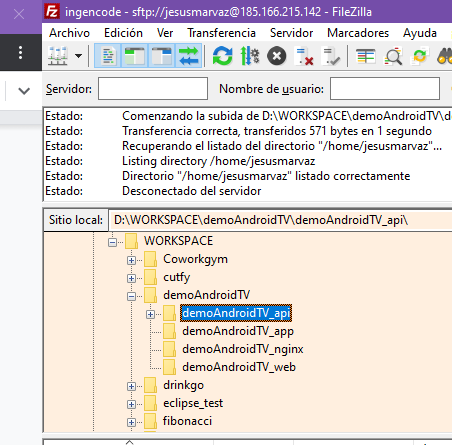 ingencode - sftp://jesusmarvaz@185.166.215.142 - FileZilla
Archivo Edición Ver Transferencia Servidor Marcadores Ayuda
Servidor: Nombre de usuario:
Estado: Comenzando la subida de D:\WORKSPACE\demoAndroidTV\d
Estado: Transferencia correcta, transferidos 571 bytes en 1 segundo
Estado: Recuperando el listado del directorio "/home/jesusmarvaz"...
Estado: Listing directory /home/jesusmarvaz
Estado: Directorio "/home/jesusmarvaz" listado correctamente
Estado: Desconectado del servidor
Sitio local: D:\WORKSPACE\demoAndroidTV\demoAndroidTV_api\
WORKSPACE
Coworkgym
cutfy
demoAndroidTV
demoAndroidTV_api
demoAndroidTV_app
demoAndroidTV_nginx
demoAndroidTV_web
drinkgo
eclipse_test
fibonacci